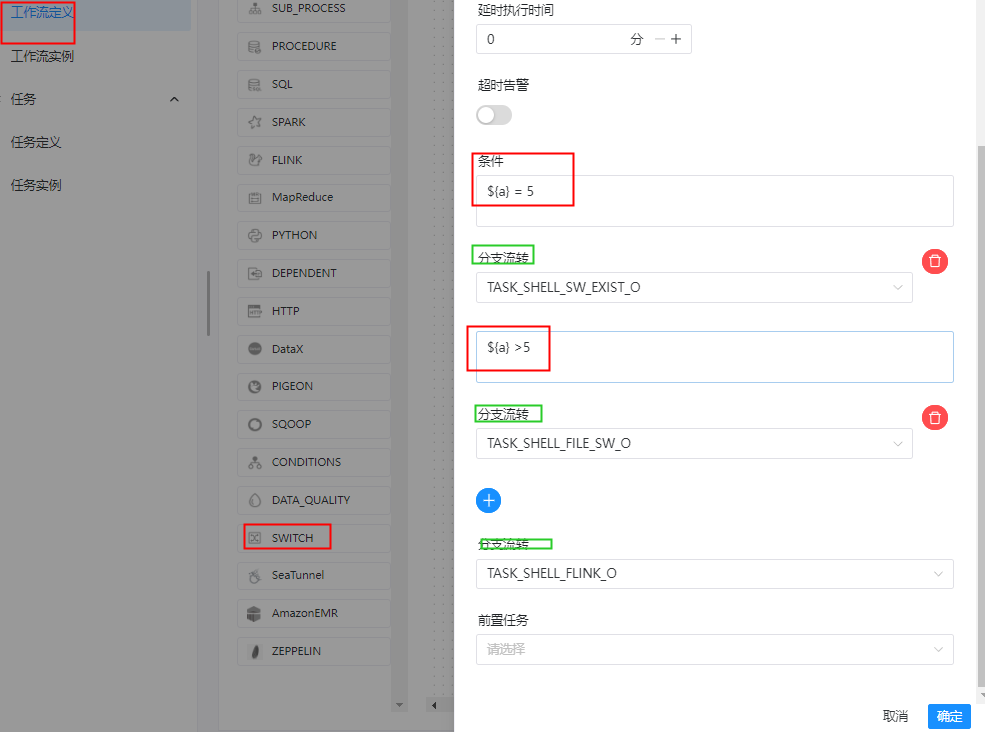 工作流定义
工作流实例
任务
任务定义
任务实例
SUB_PROCESS
PROCEDURE
SQL
SPARK
FLINK
MapReduce
PYTHON
DEPENDENT
HTTP
DataX
PIGEON
SQOOP
CONDITIONS
DATA_QUALITY
SWITCH
SeaTunnel
AmazonEMR
ZEPPELIN
延时执行时间
0 分
超时告警
条件
${a} = 5
分支流转
TASK_SHELL_SW_EXIST_O
${a} >5
分支流转
TASK_SHELL_FILE_SW_O
分支流转
TASK_SHELL_FLINK_O
前置任务
请选择
取消 确定